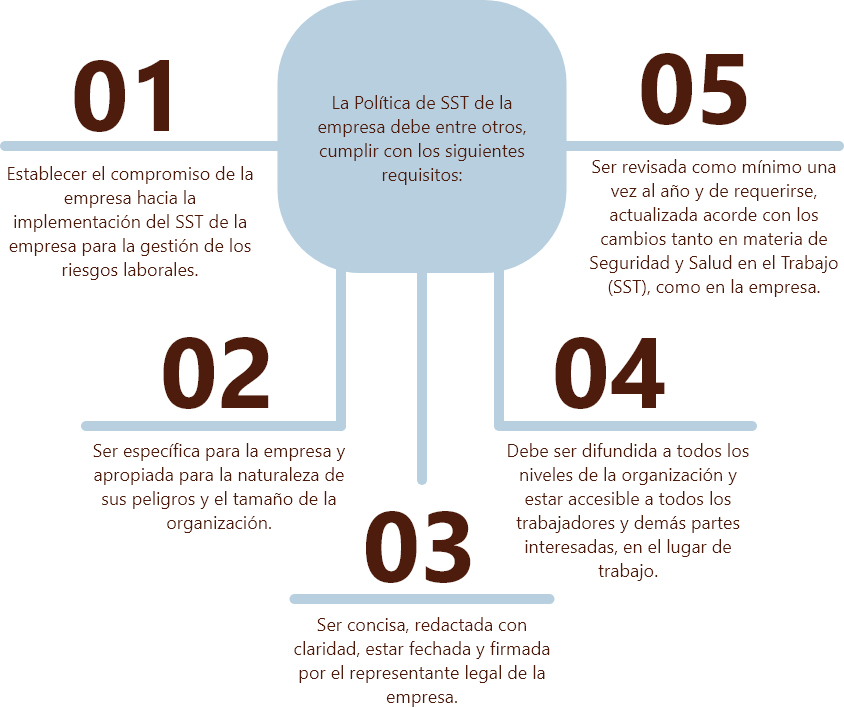 La Política de SST de la
empresa debe entre otros,
cumplir con los siguientes
requisitos:
01
Establecer el compromiso de la
empresa hacia la
implementación del SST de la
empresa para la gestión de los
riesgos laborales.
02
Ser específica para la empresa y
apropiada para la naturaleza de
sus peligros y el tamaño de la
organización.
03
Ser concisa, redactada con
claridad, estar fechada y firmada
por el representante legal de la
empresa.
04
Debe ser difundida a todos los
niveles de la organización y
estar accesible a todos los
trabajadores y demás partes
interesadas, en el lugar de
trabajo.
05
Ser revisada como mínimo una
vez al año y de requerirse,
actualizada acorde con los
cambios tanto en materia de
Seguridad y Salud en el Trabajo
(SST), como en la empresa.